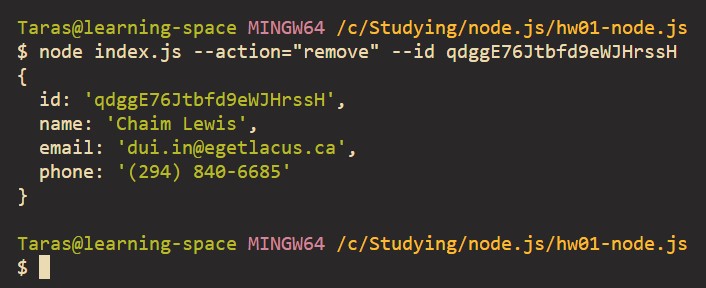 Taras@learning-space MINGW64 /c/Studying/node.js/hw01-node.js
$ node index.js --action="remove" --id qdggE76Jtbfd9eWJHrssH
{
  id: 'qdggE76Jtbfd9eWJHrssH',
  name: 'Chaim Lewis',
  email: 'dui.in@egetlacus.ca',
  phone: '(294) 840-6685'
}

Taras@learning-space MINGW64 /c/Studying/node.js/hw01-node.js
$